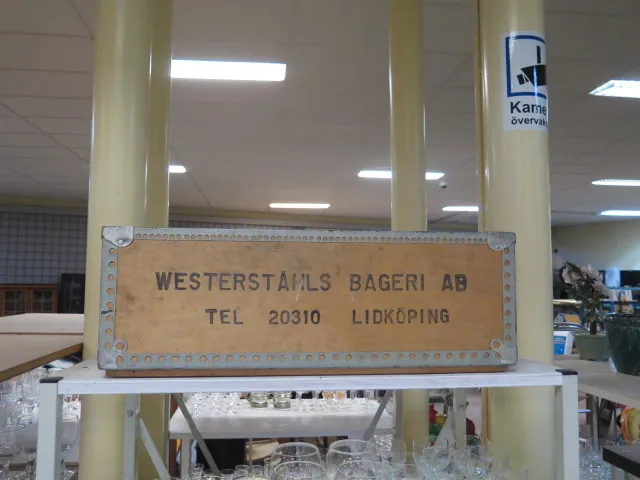 WESTERSTÅHLS BAGERI AB
TEL 20310 LIDKÖPING